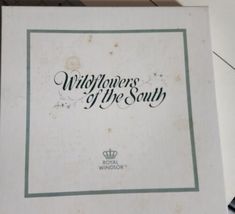 Wildflowers
of the South
ROYAL
WINDSOR